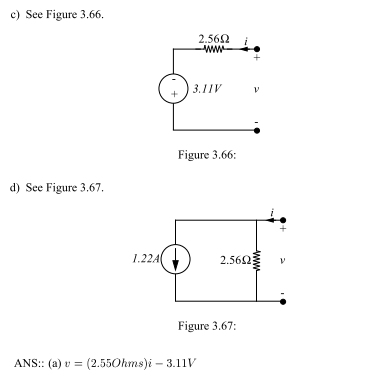 c) See Figure 3.66.
2.56Ω
i
+
-
+
3.11V
v
-
Figure 3.66:
d) See Figure 3.67.
i
+
1.22A
2.56Ω
v
-
Figure 3.67:
ANS:: (a) v = (2.55Ohms)i − 3.11V